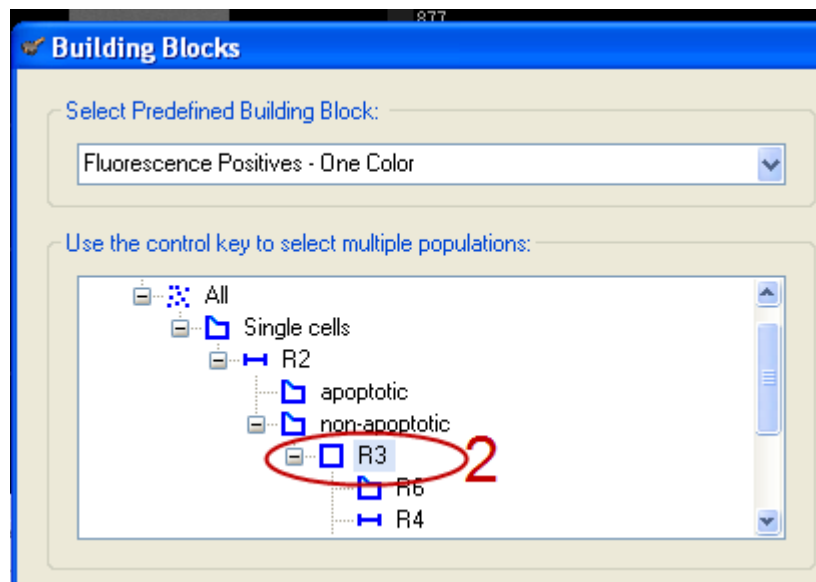 877
Building Blocks
Select Predefined Building Block:
Fluorescence Positives - One Color
Use the control key to select multiple populations:
All
Single cells
R2
apoptotic
non-apoptotic
R3 2
R6
R4